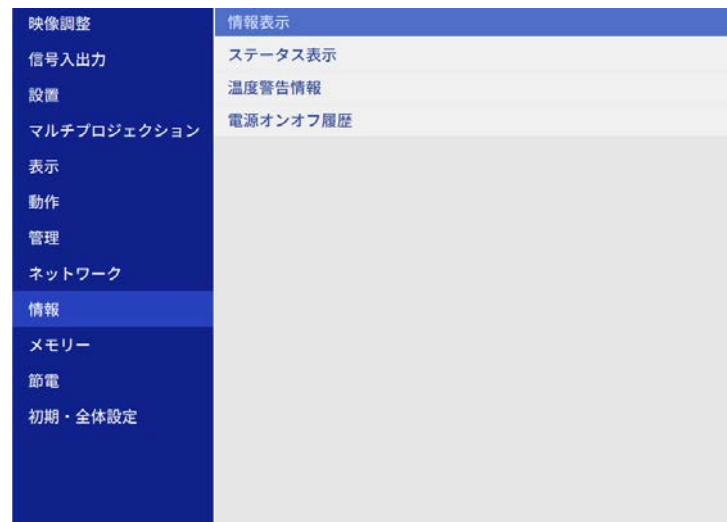 映像調整
信号入出力
設置
マルチプロジェクション
表示
動作
管理
ネットワーク
情報
メモリー
節電
初期・全体設定
情報表示
ステータス表示
温度警告情報
電源オンオフ履歴